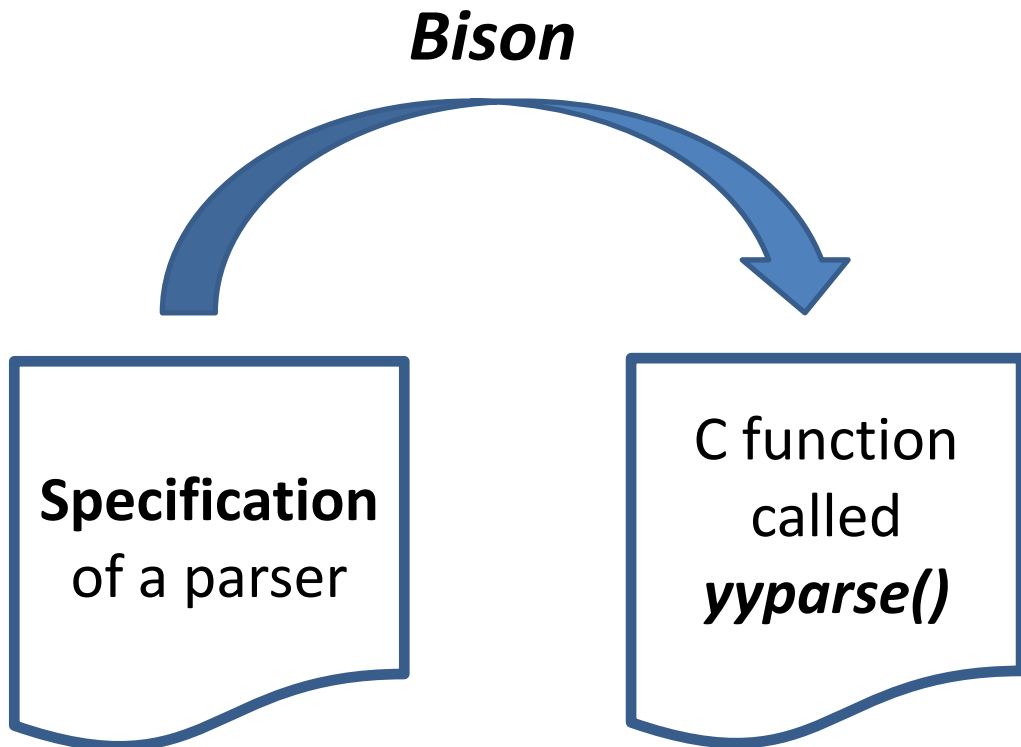 Bison
Specification
of a parser
C function
called
yyparse()